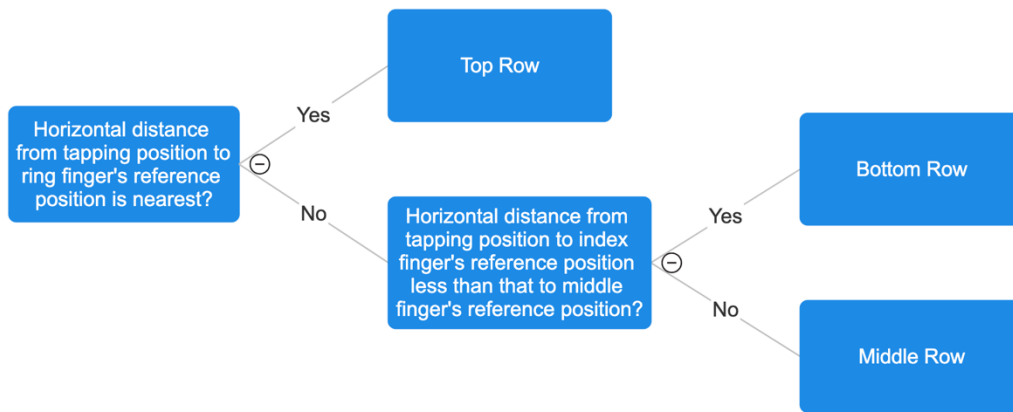 Horizontal distance
from tapping position to
ring finger's reference
position is nearest?
Yes
Top Row
No
Horizontal distance from
tapping position to index
finger's reference position
less than that to middle
finger's reference position?
Yes
Bottom Row
No
Middle Row